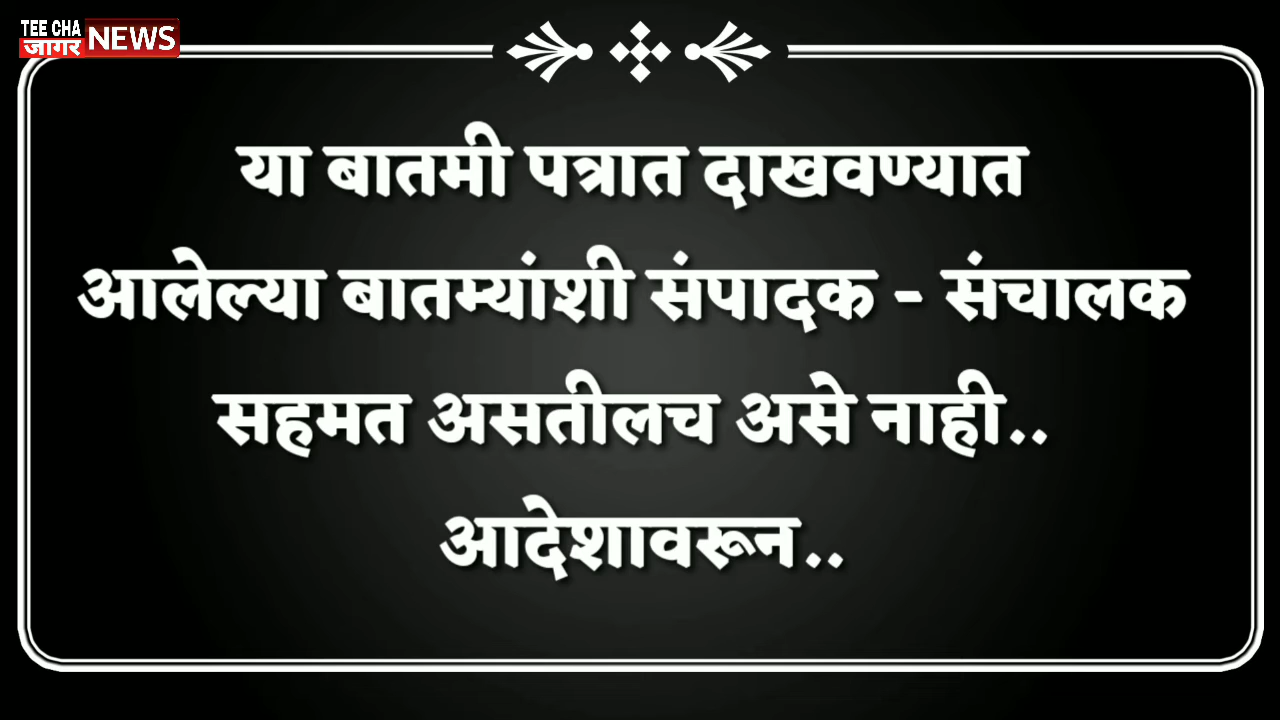 TEE CHA
जागर NEWS
या बातमी पत्रात दाखवण्यात
आलेल्या बातम्यांशी संपादक - संचालक
सहमत असतीलच असे नाही..
आदेशावरून..